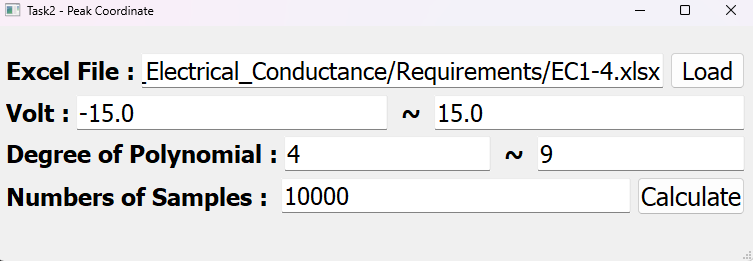 Task2 - Peak Coordinate
Excel File : _Electrical_Conductance/Requirements/EC1-4.xlsx Load
Volt : -15.0 ~ 15.0
Degree of Polynomial : 4 ~ 9
Numbers of Samples : 10000 Calculate